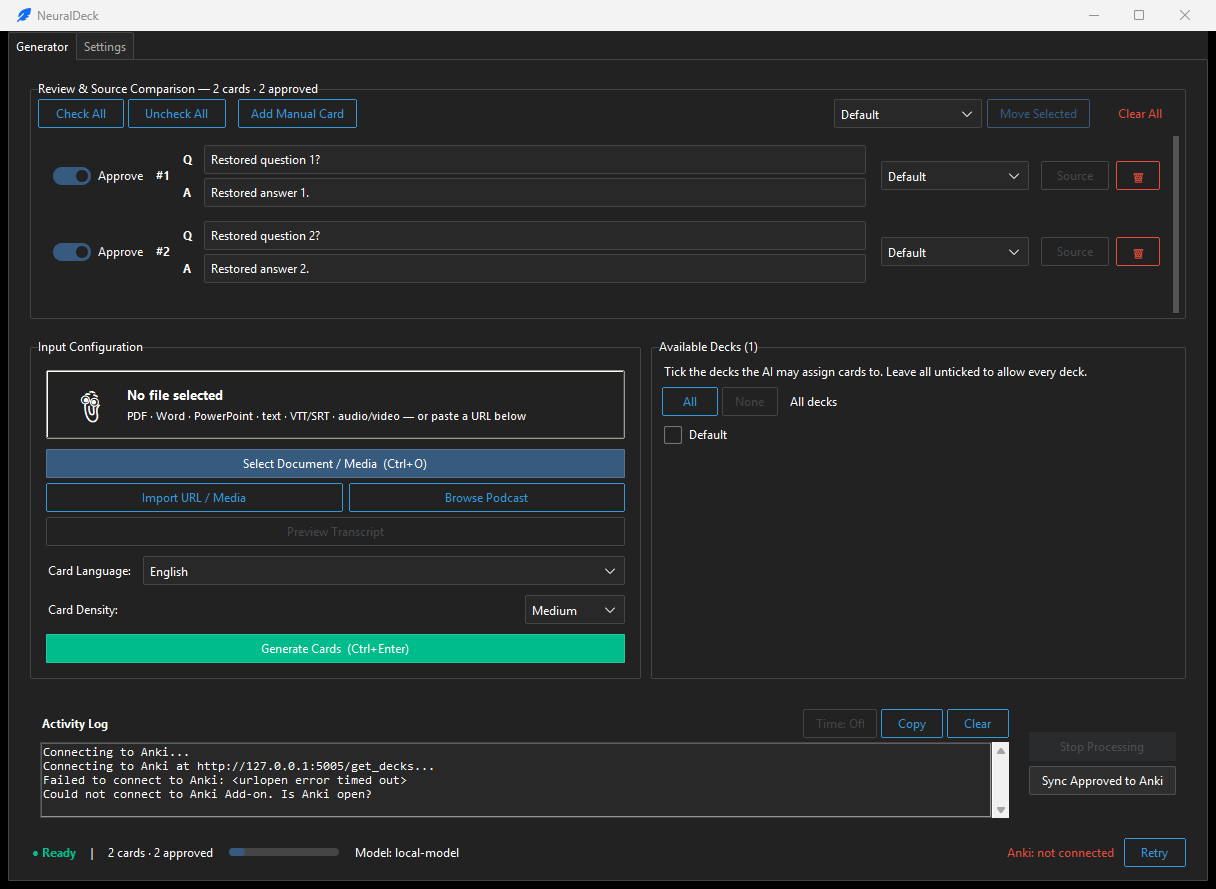 NeuralDeck
Generator Settings
Review & Source Comparison — 2 cards · 2 approved
Check All Uncheck All Add Manual Card Default Move Selected Clear All
Approve #1 Q Restored question 1?
A Restored answer 1.
Default Source
Approve #2 Q Restored question 2?
A Restored answer 2.
Default Source
Input Configuration
No file selected
PDF · Word · PowerPoint · text · VTT/SRT · audio/video — or paste a URL below
Select Document / Media (Ctrl+O)
Import URL / Media Browse Podcast
Preview Transcript
Card Language: English
Card Density: Medium
Generate Cards (Ctrl+Enter)
Available Decks (1)
Tick the decks the AI may assign cards to. Leave all unticked to allow every deck.
All None All decks
Default
Activity Log Time: Off Copy Clear
Connecting to Anki...
Connecting to Anki at http://127.0.0.1:5005/get_decks...
Failed to connect to Anki: <urlopen error timed out>
Could not connect to Anki Add-on. Is Anki open?
Stop Processing
Sync Approved to Anki
● Ready | 2 cards · 2 approved Model: local-model Anki: not connected Retry